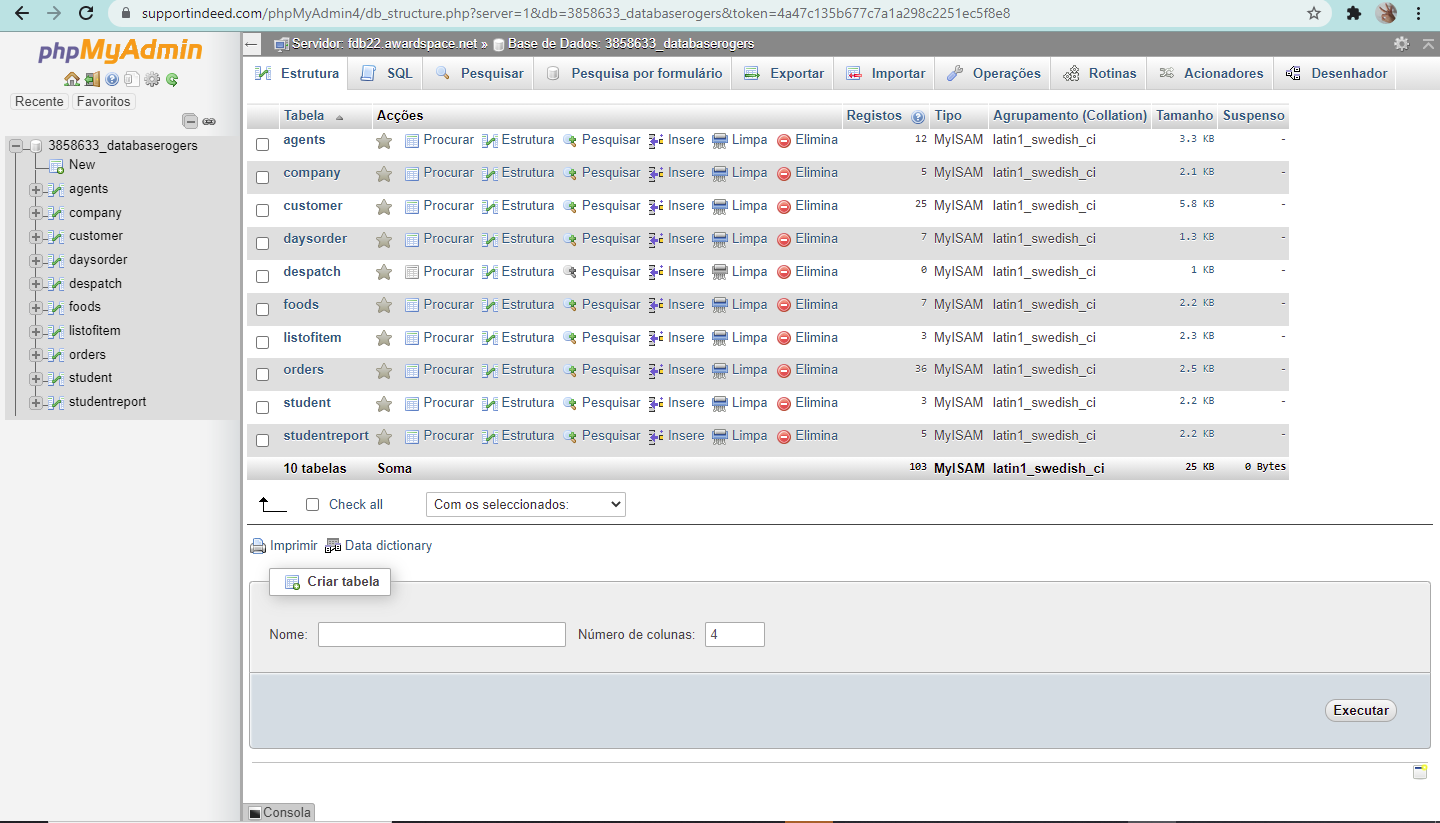 supportindeed.com/phpMyAdmin4/db_structure.php?server=1&db=3858633_databaserogers&token=4a47c135b677c7a1a298c2251ec5f8e8
phpMyAdmin
Recente Favoritos
3858633_databaserogers
New
agents
company
customer
daysorder
despatch
foods
listofitem
orders
student
studentreport
Servidor: fdb22.awardspace.net » Base de Dados: 3858633_databaserogers
Estrutura SQL Pesquisar Pesquisa por formulário Exportar Importar Operações Rotinas Acionadores Desenhador
Tabela Acções Registos Tipo Agrupamento (Collation) Tamanho Suspenso
agents Procurar Estrutura Pesquisar Insere Limpa Elimina 12 MyISAM latin1_swedish_ci 3.3 KB -
company Procurar Estrutura Pesquisar Insere Limpa Elimina 5 MyISAM latin1_swedish_ci 2.1 KB -
customer Procurar Estrutura Pesquisar Insere Limpa Elimina 25 MyISAM latin1_swedish_ci 5.8 KB -
daysorder Procurar Estrutura Pesquisar Insere Limpa Elimina 7 MyISAM latin1_swedish_ci 1.3 KB -
despatch Procurar Estrutura Pesquisar Insere Limpa Elimina 0 MyISAM latin1_swedish_ci 1 KB -
foods Procurar Estrutura Pesquisar Insere Limpa Elimina 7 MyISAM latin1_swedish_ci 2.2 KB -
listofitem Procurar Estrutura Pesquisar Insere Limpa Elimina 3 MyISAM latin1_swedish_ci 2.3 KB -
orders Procurar Estrutura Pesquisar Insere Limpa Elimina 36 MyISAM latin1_swedish_ci 2.5 KB -
student Procurar Estrutura Pesquisar Insere Limpa Elimina 3 MyISAM latin1_swedish_ci 2.2 KB -
studentreport Procurar Estrutura Pesquisar Insere Limpa Elimina 5 MyISAM latin1_swedish_ci 2.2 KB -
10 tabelas Soma 103 MyISAM latin1_swedish_ci 25 KB 0 Bytes
Check all Com os seleccionados:
Imprimir Data dictionary
Criar tabela
Nome: Número de colunas: 4
Executar
Consola